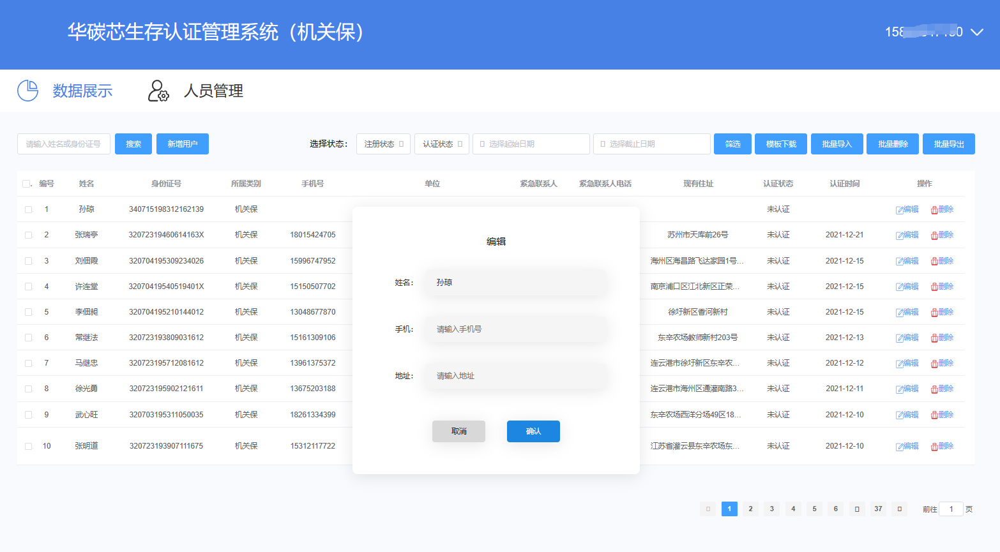 华碳芯生存认证管理系统（机关保）
数据展示 人员管理
请输入姓名或身份证号 搜索 新增用户 选择状态： 注册状态 认证状态 选择起始日期 选择截止日期 筛选 模板下载 批量导入 批量删除 批量导出
编号 姓名 身份证号 所属类别 手机号 单位 紧急联系人 紧急联系人电话 现有住址 认证状态 认证时间 操作
1 孙琼 340715198312162139 机关保 未认证 编辑 删除
2 张瑞亭 32072319460614163X 机关保 18015424705 苏州市天库前26号 未认证 2021-12-21 编辑 删除
3 刘佃霞 320704195309234026 机关保 15996747952 海州区海昌路飞达家园1号... 未认证 2021-12-15 编辑 删除
4 许连堂 32070419540519401X 机关保 15150507702 南京浦口区江北新区正荣... 未认证 2021-12-15 编辑 删除
5 李佃昶 320704195210144012 机关保 13048677870 徐圩新区香河新村 未认证 2021-12-15 编辑 删除
6 常继法 320723193809031612 机关保 15161309106 东辛农场教师新村203号 未认证 2021-12-13 编辑 删除
7 马继忠 320723195712081612 机关保 13961375372 连云港市徐圩新区东辛农... 未认证 2021-12-12 编辑 删除
8 徐光勇 320723195902121611 机关保 13675203188 连云港市海州区通灌南路3... 未认证 2021-12-11 编辑 删除
9 武心旺 320703195311050035 机关保 18261334399 东辛农场西洋分场49区18... 未认证 2021-12-10 编辑 删除
10 张明道 320723193907111675 机关保 15312117722 江苏省灌云县东辛农场东... 未认证 2021-12-10 编辑 删除
编辑
姓名： 孙琼
手机： 请输入手机号
地址： 请输入地址
取消 确认
1 2 3 4 5 6 37 前往 1 页